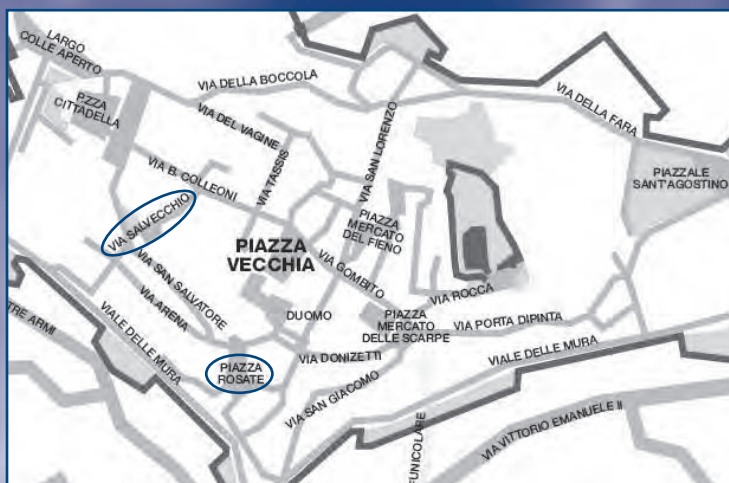 LARGO
COLLE APERTO
P.ZZA
CITTADELLA
VIA DELLA BOCCOLA
VIA DELLA FARA
VIA DEL VAGINE
VIA SAN LORENZO
VIA TASSIS
PIAZZALE
SANT'AGOSTINO
VIA B. COLLEONI
VIA SALVECCHIO
PIAZZA
MERCATO
DEL FIENO
PIAZZA
VECCHIA
VIA GOMBITO
VIA SAN SALVATORE
VIA ROCCA
VIA ARENA
DUOMO
PIAZZA
MERCATO
DELLE SCARPE
VIA PORTA DIPINTA
TRE ARMI
VIALE DELLE MURA
VIA DONIZETTI
VIALE DELLE MURA
PIAZZA
ROSATE
VIA SAN GIACOMO
VIA VITTORIO EMANUELE II
FUNICOLARE